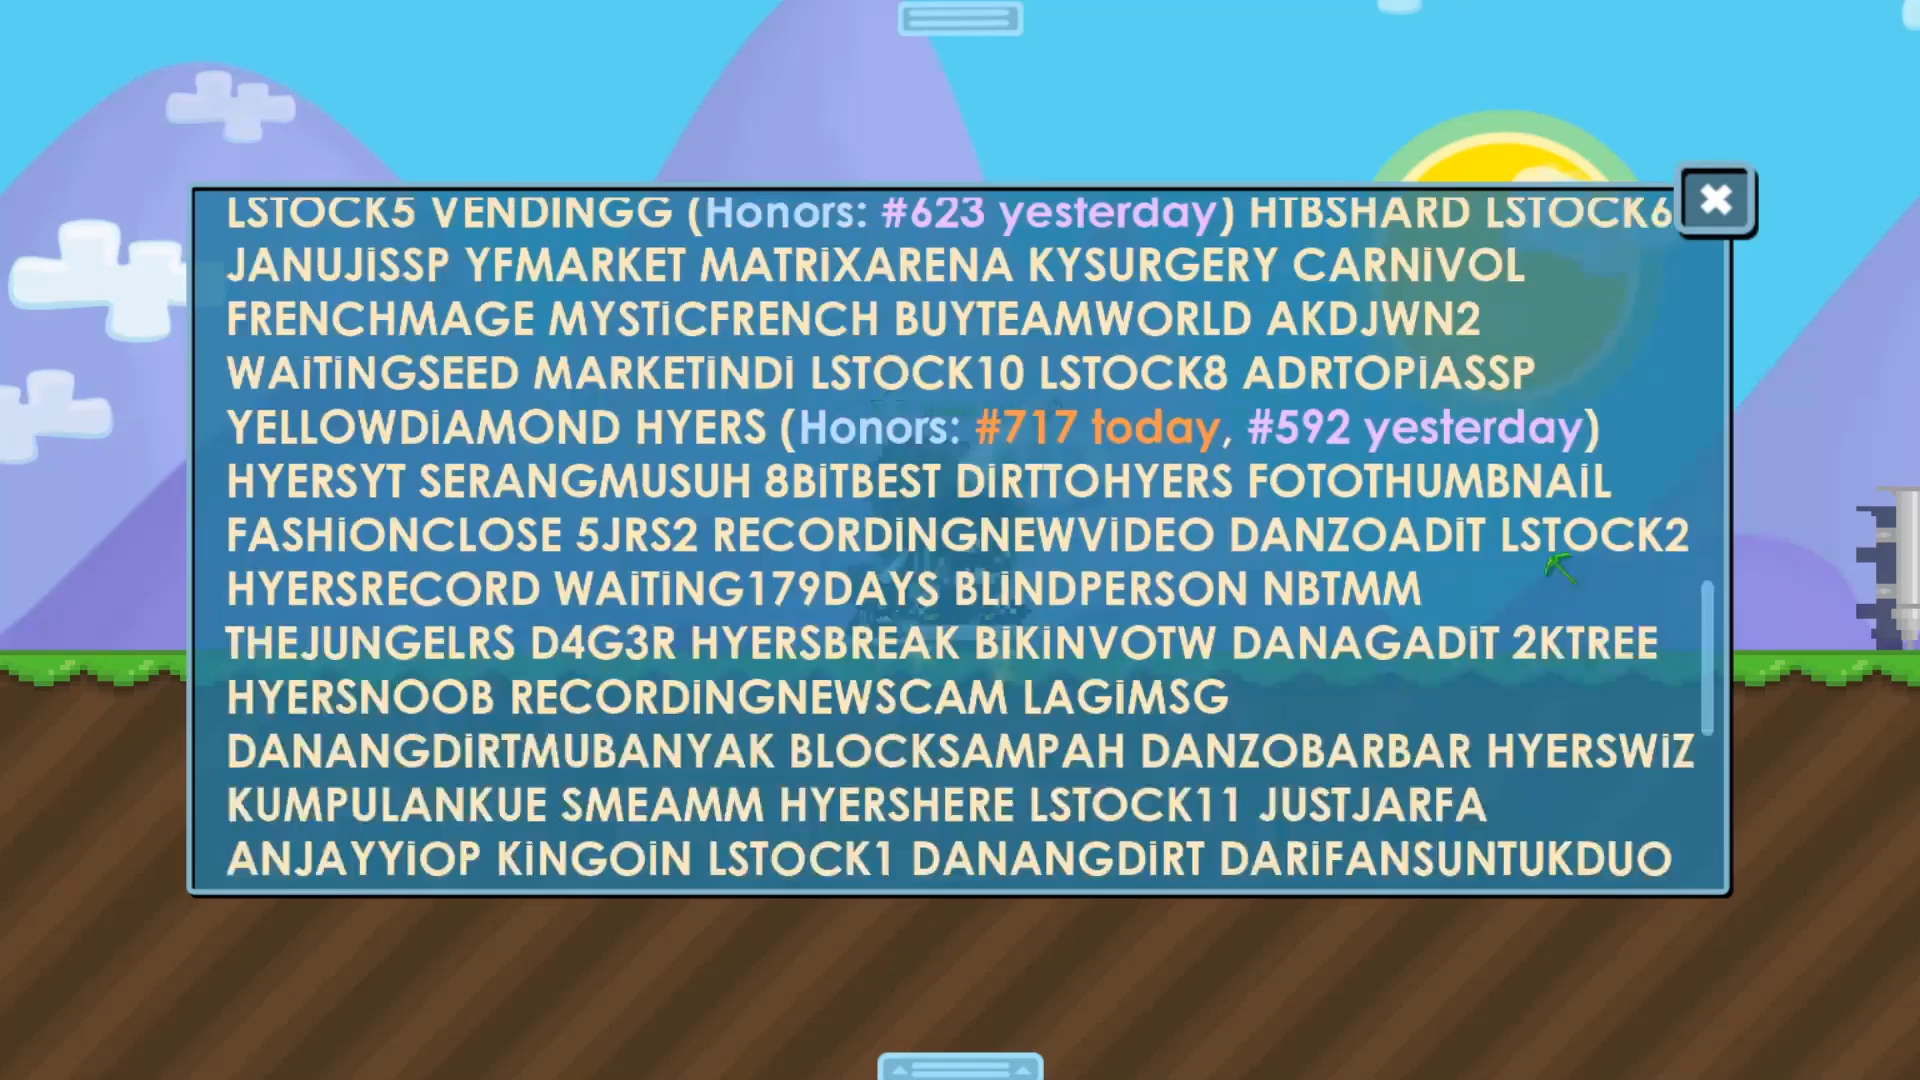 LSTOCK5 VENDINGG (Honors: #623 yesterday) HTBSHARD LSTOCK6
JANUJiSSP YFMARKET MATRiXARENA KYSURGERY CARNiVOL
FRENCHMAGE MYSTiCFRENCH BUYTEAMWORLD AKDJWN2
WAiTiNGSEED MARKETiNDi LSTOCK10 LSTOCK8 ADRTOPiASSP
YELLOWDiAMOND HYERS (Honors: #717 today, #592 yesterday)
HYERSYT SERANGMUSUH 8BiTBEST DiRTTOHYERS FOTOTHUMBNAiL
FASHiONCLOSE 5JRS2 RECORDiNGNEWViDEO DANZOADiT LSTOCK2
HYERSRECORD WAiTiNG179DAYS BLiNDPERSON NBTMM
THEJUNGELRS D4G3R HYERSBREAK BiKiNVOTW DANAGADiT 2KTREE
HYERSNOOB RECORDiNGNEWSCAM LAGiMSG
DANANGDiRTMUBANYAK BLOCKSAMPAH DANZOBARBAR HYERSWiZ
KUMPULANKUE SMEAMM HYERSHERE LSTOCK11 JUSTJARFA
ANJAYYiOP KiNGOiN LSTOCK1 DANANGDiRT DARiFANSUNTUKDUO